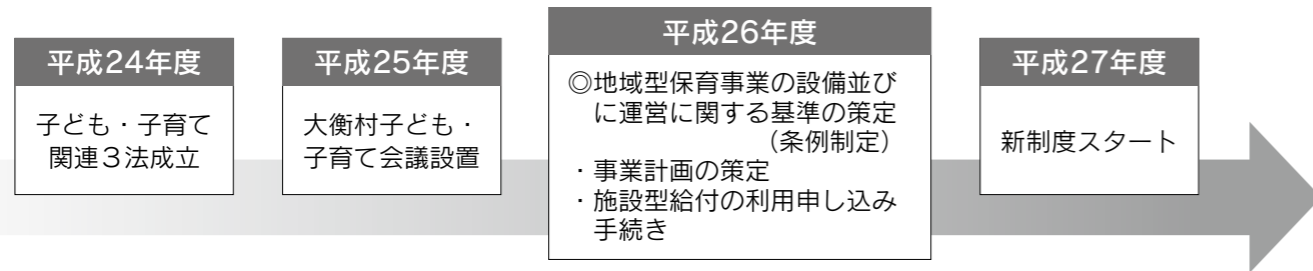 平成24年度
子ども・子育て
関連３法成立
平成25年度
大衡村子ども・
子育て会議設置
平成26年度
◎地域型保育事業の設備並び
に運営に関する基準の策定
（条例制定）
・事業計画の策定
・施設型給付の利用申し込み
手続き
平成27年度
新制度スタート